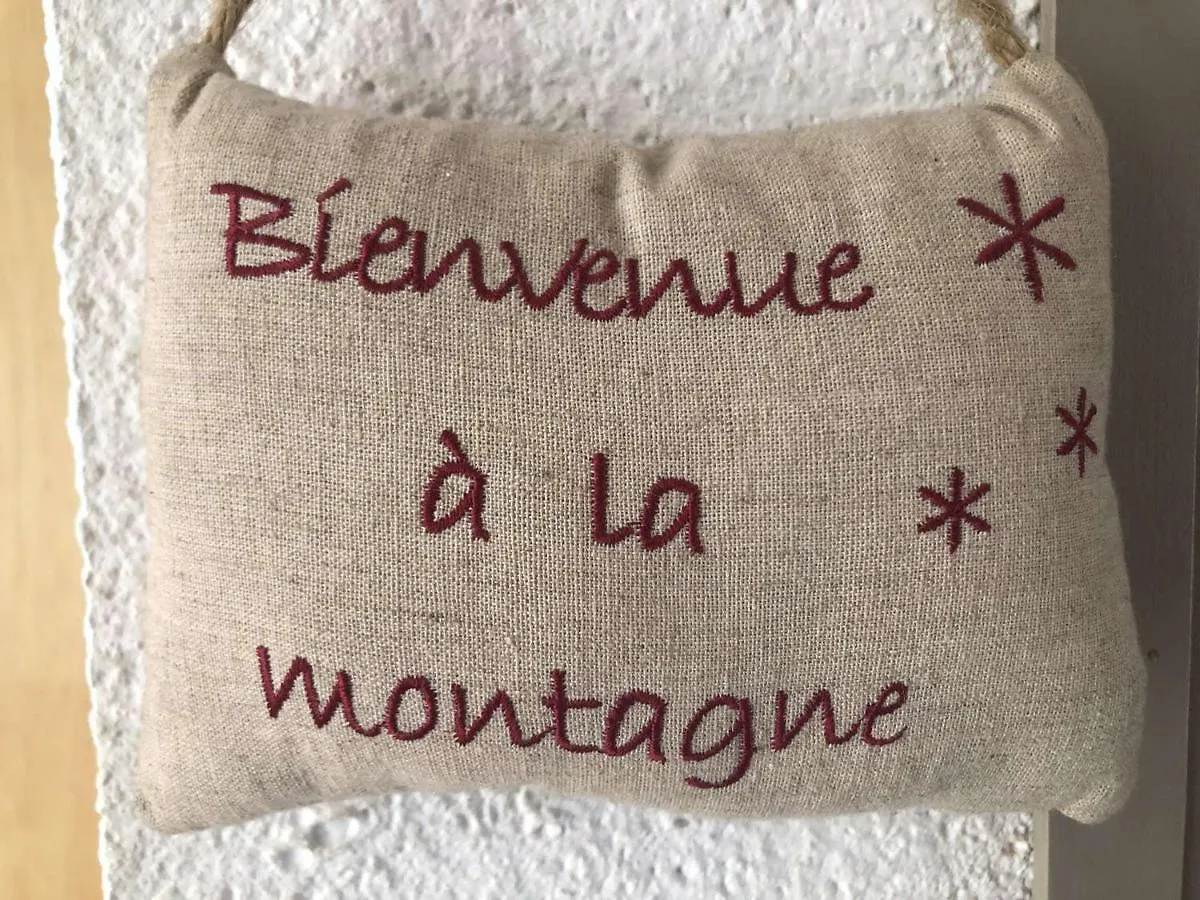 Bienvenue
à la
montagne